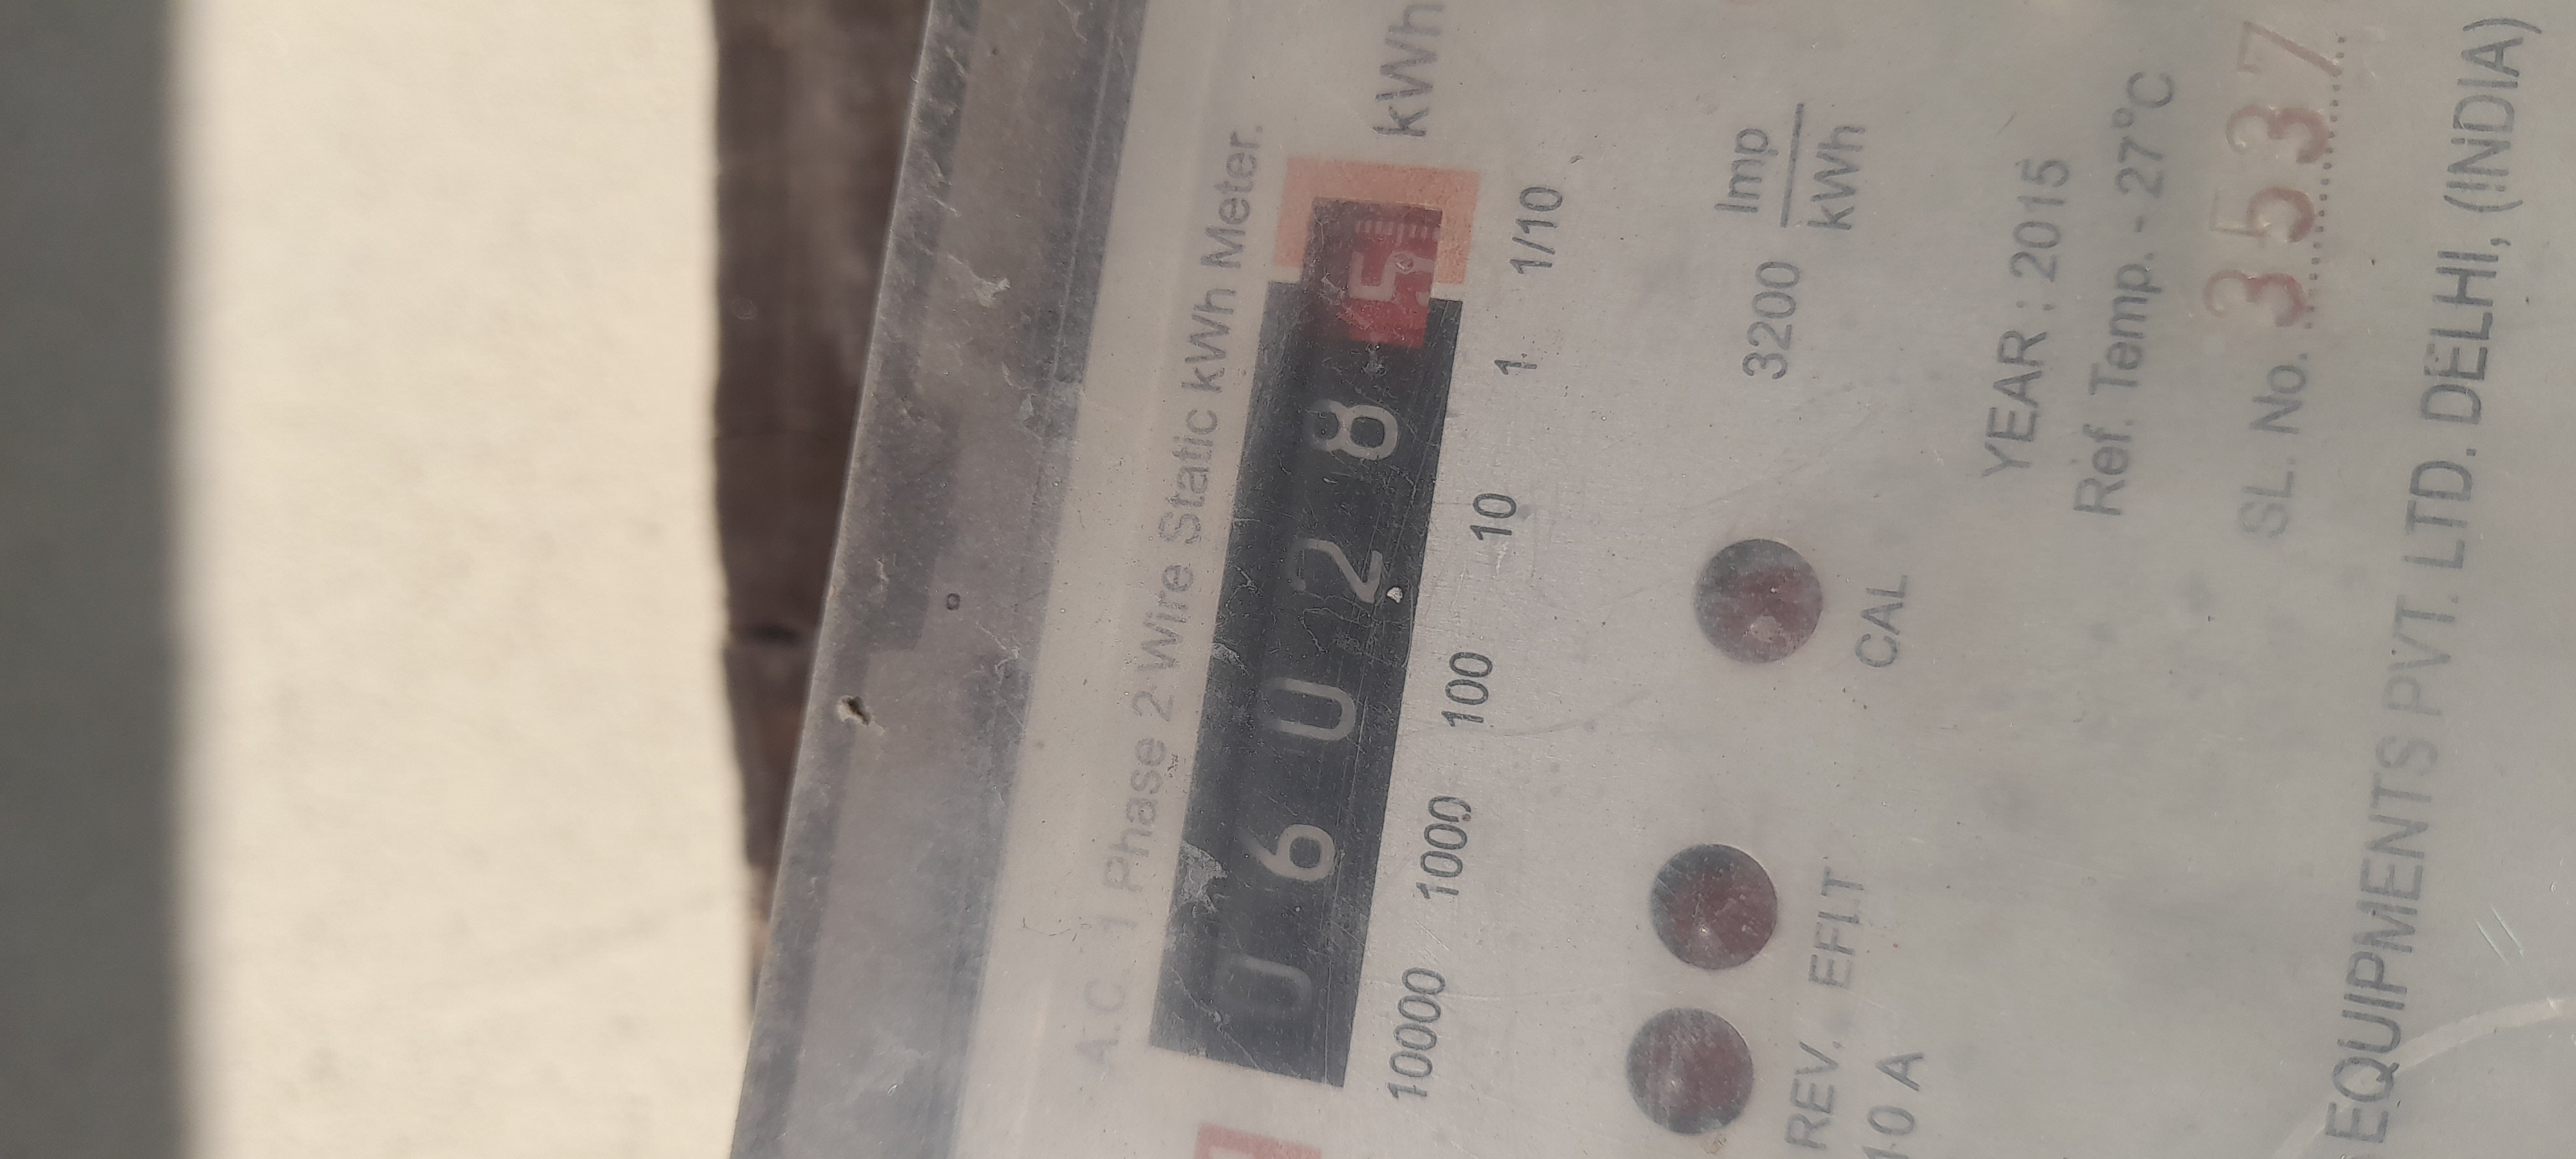 A.C. 1 Phase 2 Wire Static kWh Meter.
0 6 0 2 8 5 kWh
10000 1000 100 10 1 1/10
3200 Imp
kWh
REV. EFLT CAL
10 A
YEAR : 2015
Ref. Temp. - 27°C
SL. No. 3537
EQUIPMENTS PVT. LTD. DELHI, (INDIA)